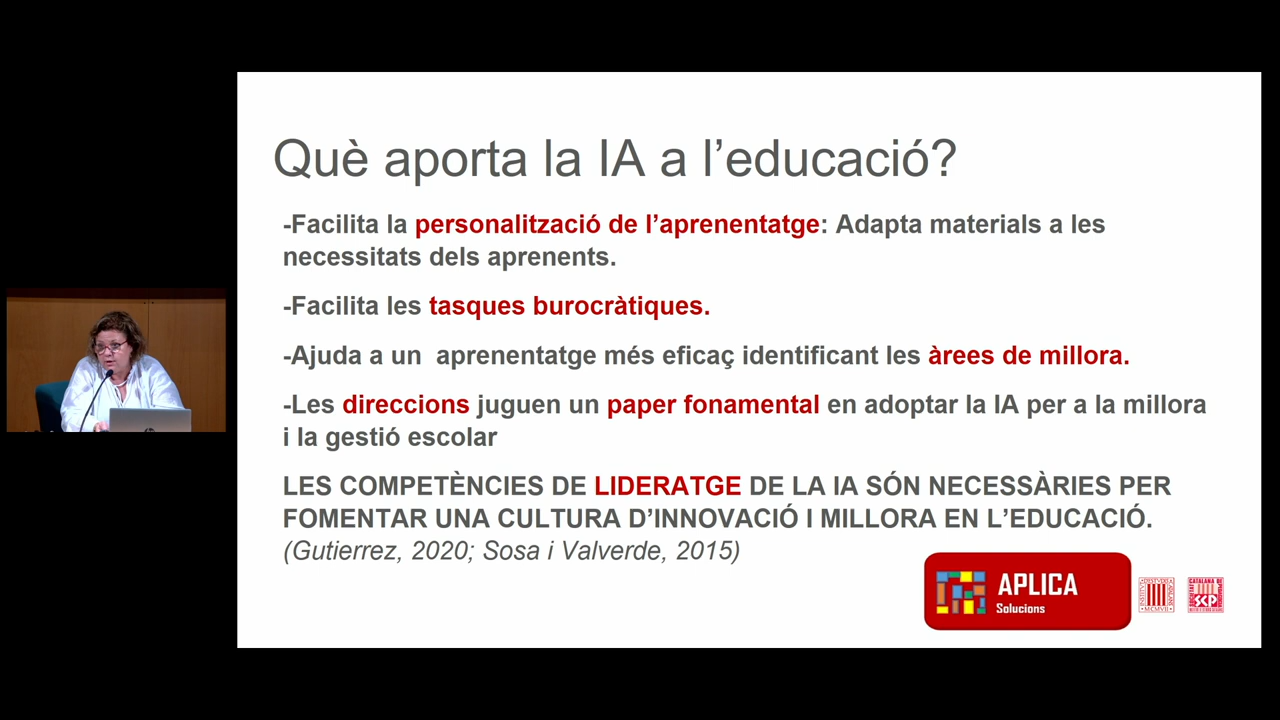 Què aporta la IA a l’educació?
-Facilita la personalització de l’aprenentatge: Adapta materials a les
necessitats dels aprenents.
-Facilita les tasques burocràtiques.
-Ajuda a un  aprenentatge més eficaç identificant les àrees de millora.
-Les direccions juguen un paper fonamental en adoptar la IA per a la millora
i la gestió escolar
LES COMPETÈNCIES DE LIDERATGE DE LA IA SÓN NECESSÀRIES PER
FOMENTAR UNA CULTURA D’INNOVACIÓ I MILLORA EN L’EDUCACIÓ.
(Gutierrez, 2020; Sosa i Valverde, 2015)
APLICA
Solucions